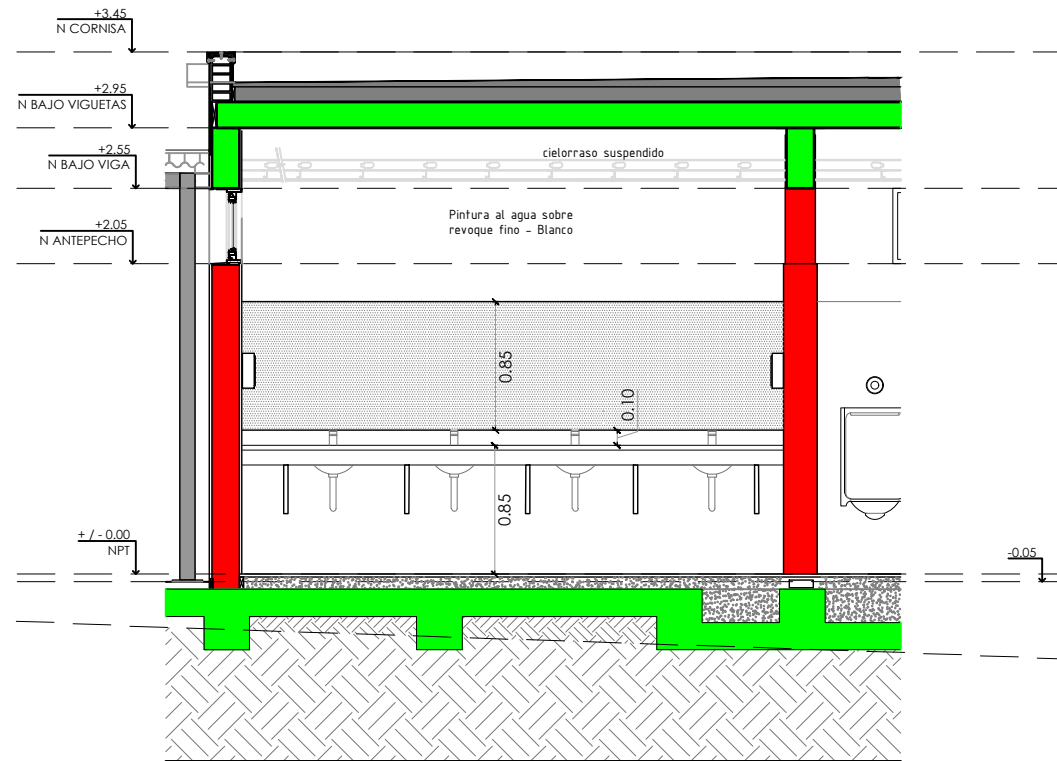 +3.45
N CORNISA
+2.95
N BAJO VIGUETAS
+2.55
N BAJO VIGA
cielorraso suspendido
Pintura al agua sobre
revoque fino - Blanco
+2.05
N ANTEPECHO
0.85
0.10
0.85
+ / - 0.00
NPT
-0.05